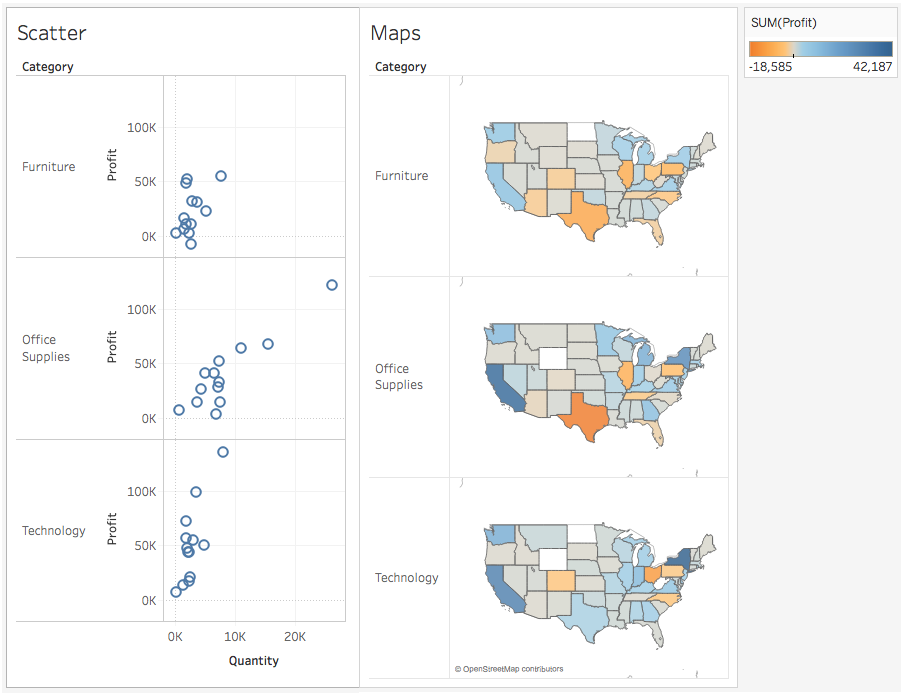 Scatter
Category
Furniture
Profit
100K
50K
0K
Office
Supplies
Profit
100K
50K
0K
Technology
Profit
100K
50K
0K
0K 10K 20K
Quantity
Maps
Category
Furniture
Office
Supplies
Technology
© OpenStreetMap contributors
SUM(Profit)
-18,585 42,187